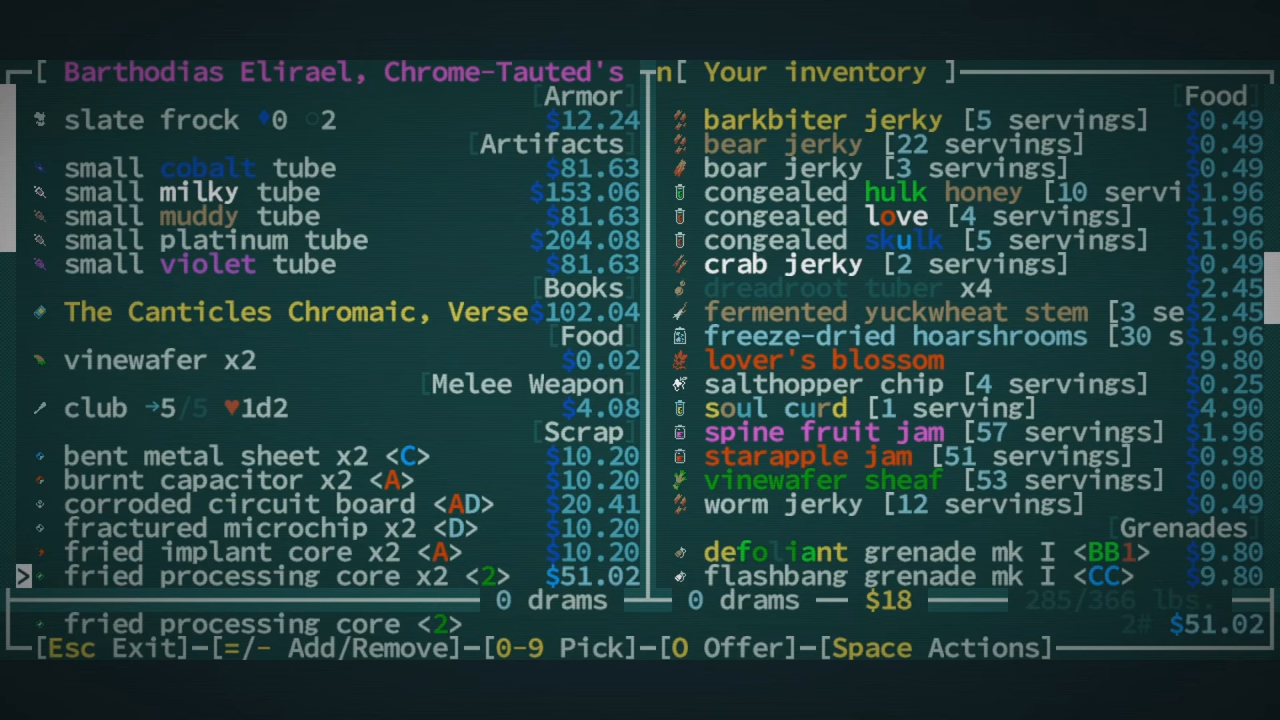 [ Barthodias Elirael, Chrome-Tauted's
[Armor]
slate frock ♦0 ○2 $12.24
[Artifacts]
small cobalt tube $81.63
small milky tube $153.06
small muddy tube $81.63
small platinum tube $204.08
small violet tube $81.63
[Books]
The Canticles Chromaic, Verse $102.04
[Food]
vinewafer x2 $0.02
[Melee Weapon]
club →5/5 ♥1d2 $4.08
[Scrap]
bent metal sheet x2 <C> $10.20
burnt capacitor x2 <A> $10.20
corroded circuit board <AD> $20.41
fractured microchip x2 <D> $10.20
fried implant core x2 <A> $10.20
> fried processing core x2 <2> $51.02
0 drams
n[ Your inventory ]
[Food]
barkbiter jerky [5 servings] $0.49
bear jerky [22 servings] $0.49
boar jerky [3 servings] $0.49
congealed hulk honey [10 servi $1.96
congealed love [4 servings] $1.96
congealed skulk [5 servings] $1.96
crab jerky [2 servings] $0.49
dreadroot tuber x4 $2.45
fermented yuckwheat stem [3 se $2.45
freeze-dried hoarshrooms [30 s $1.96
lover's blossom $9.80
salthopper chip [4 servings] $0.25
soul curd [1 serving] $4.90
spine fruit jam [57 servings] $1.96
starapple jam [51 servings] $0.98
vinewafer sheaf [53 servings] $0.00
worm jerky [12 servings] $0.49
[Grenades]
defoliant grenade mk I <BB1> $9.80
flashbang grenade mk I <CC> $9.80
0 drams — $18 285/366 lbs.
fried processing core <2> 2# $51.02
[Esc Exit]—[=/- Add/Remove]—[0-9 Pick]—[O Offer]—[Space Actions]